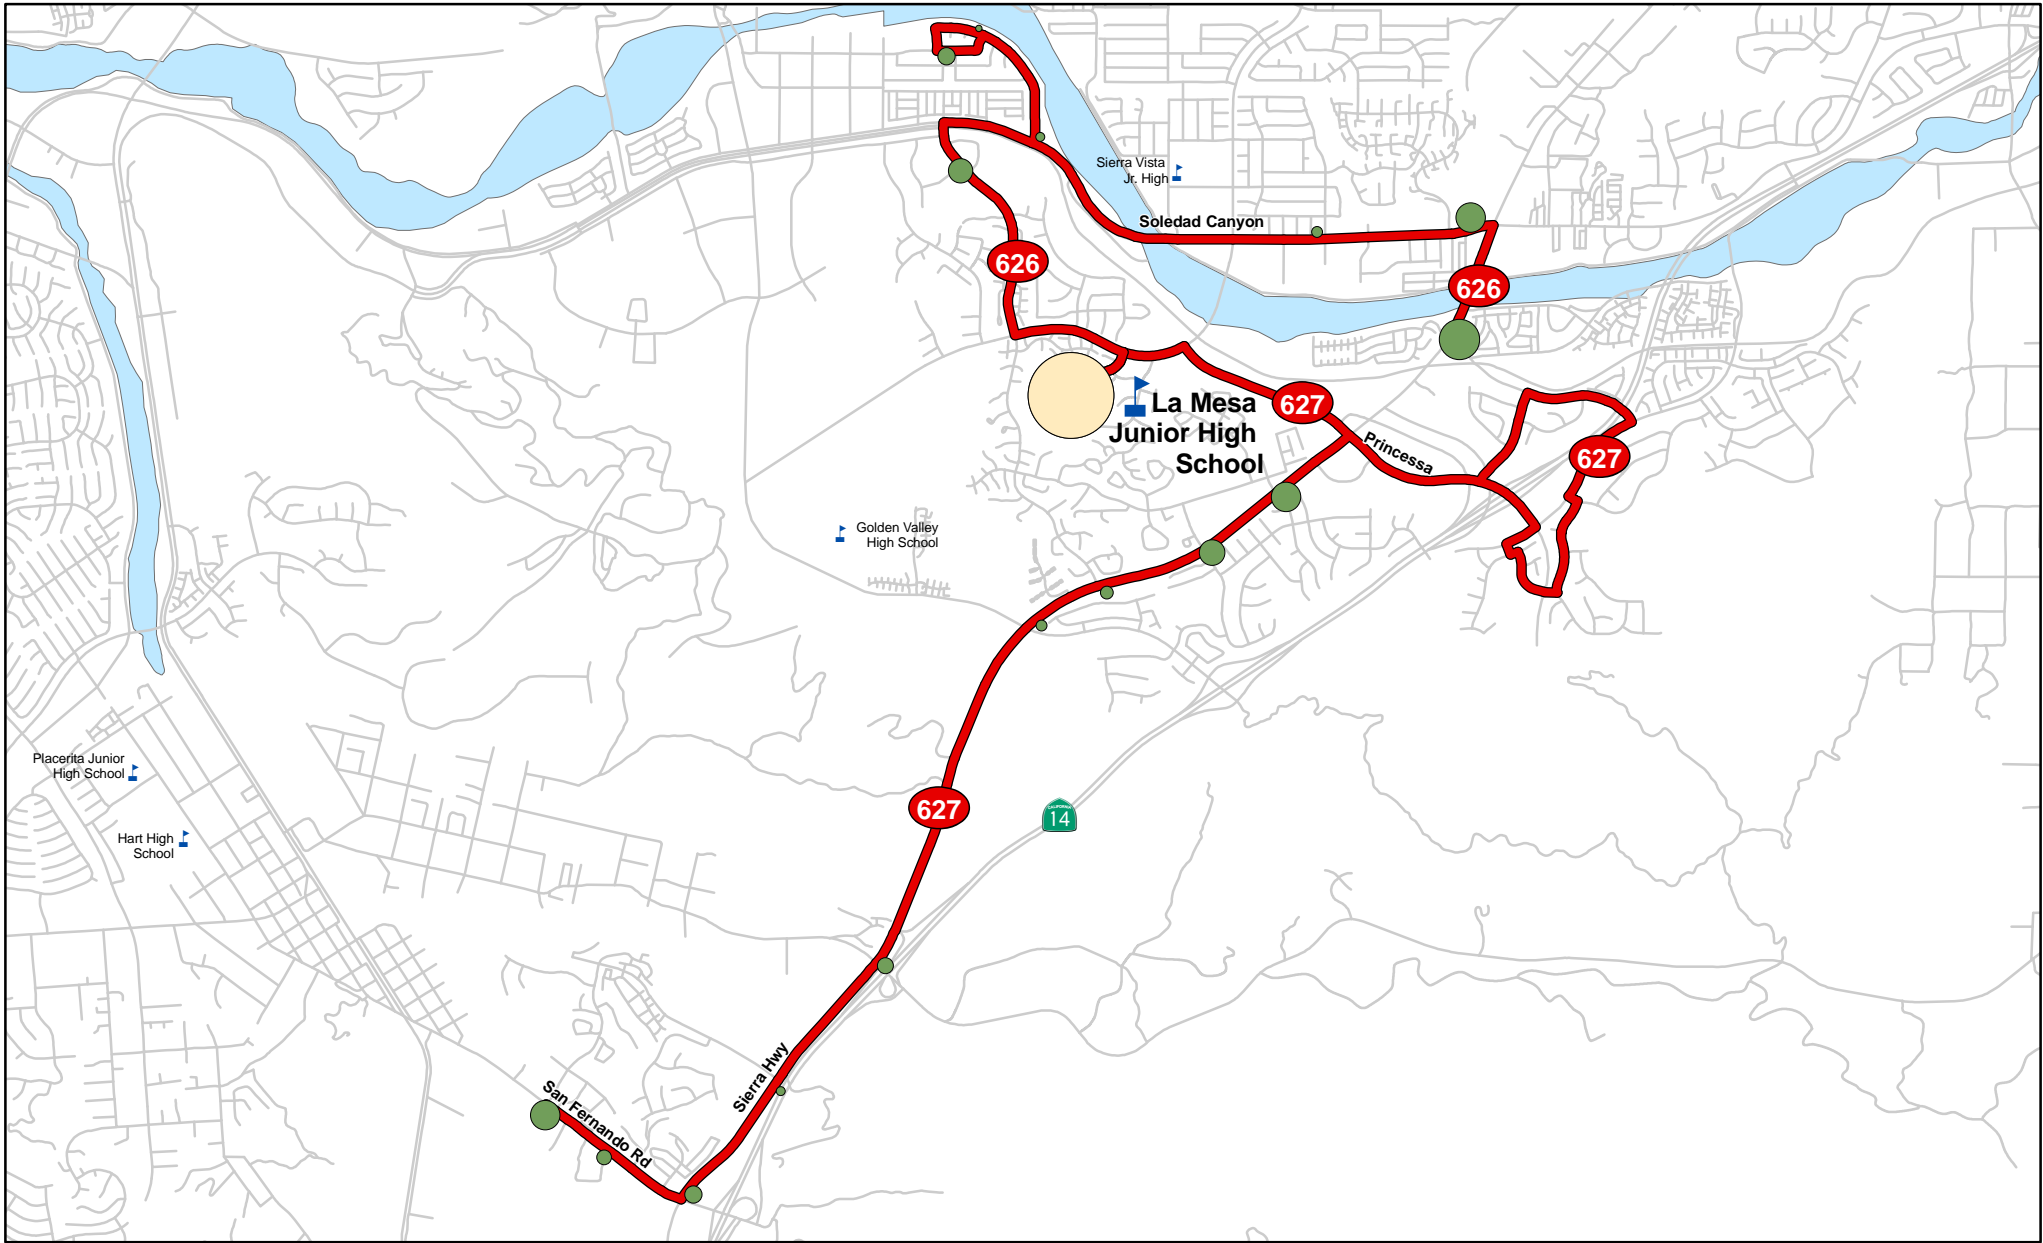 Sierra Vista
Jr. High
Soledad Canyon
626
626
La Mesa
Junior High
School
627
Princessa
627
Golden Valley
High School
Placerita Junior
High School
627
CALIFORNIA
14
Hart High
School
Sierra Hwy
San Fernando Rd